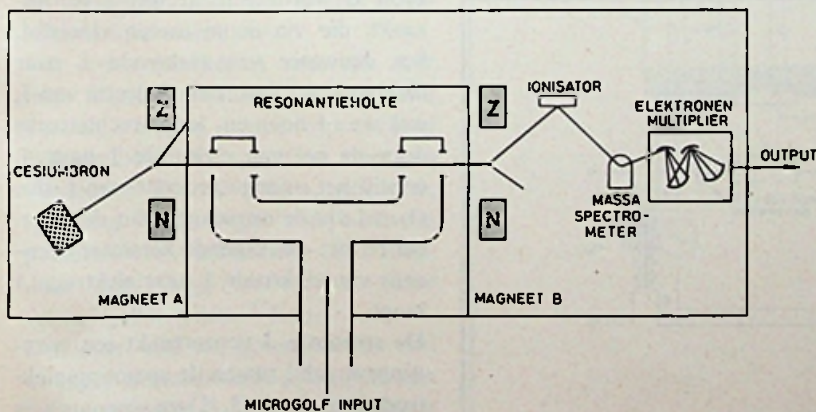 CESIUMBRON
Z
N
MAGNEET A
RESONANTIEHOLTE
Z
N
MAGNEET B
IONISATOR
MASSA
SPECTRO-
METER
ELEKTRONEN
MULTIPLIER
OUTPUT
MICROGOLF INPUT